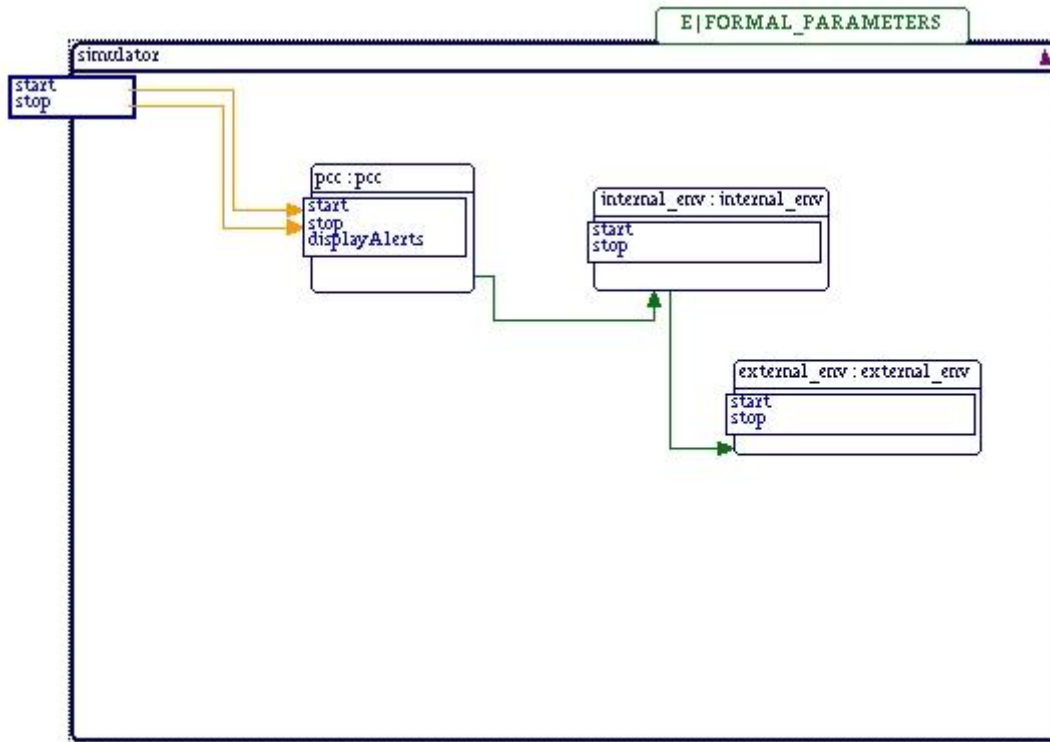 E|FORMAL_PARAMETERS
simulator
start
stop
pcc : pcc
start
stop
displayAlerts
internal_env : internal_env
start
stop
external_env : external_env
start
stop